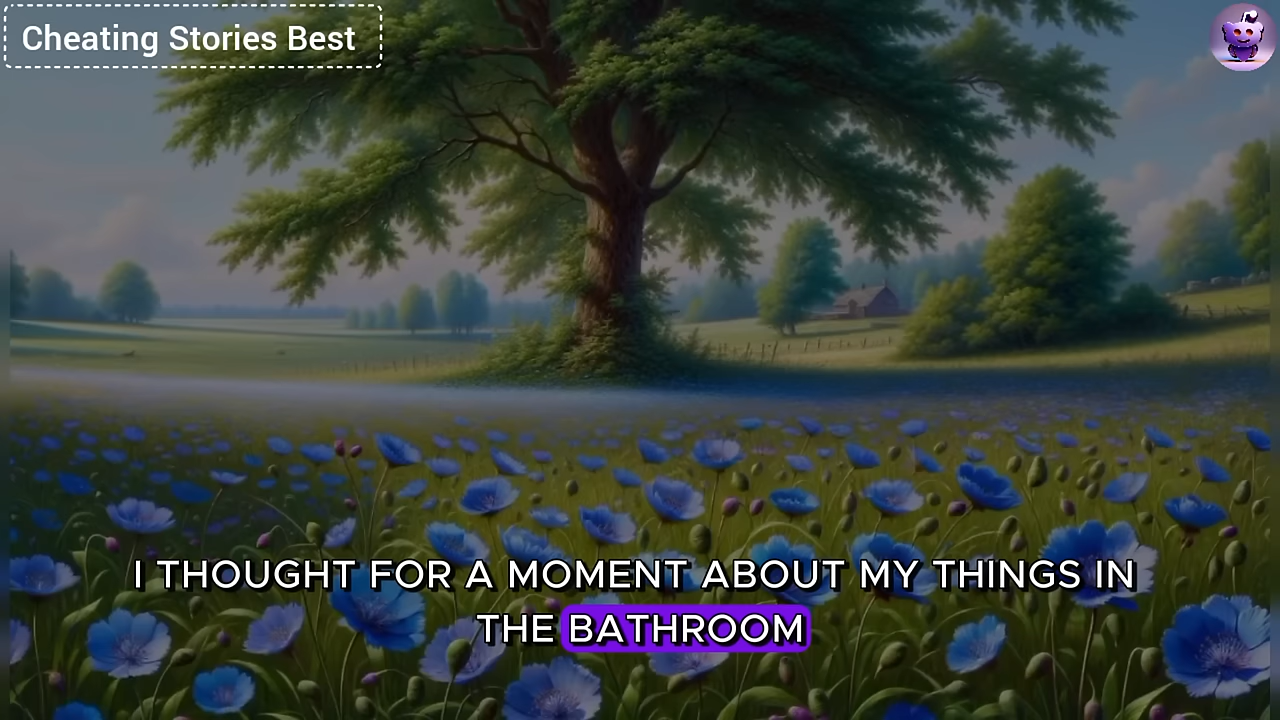 Cheating Stories Best
I THOUGHT FOR A MOMENT ABOUT MY THINGS IN
THE BATHROOM